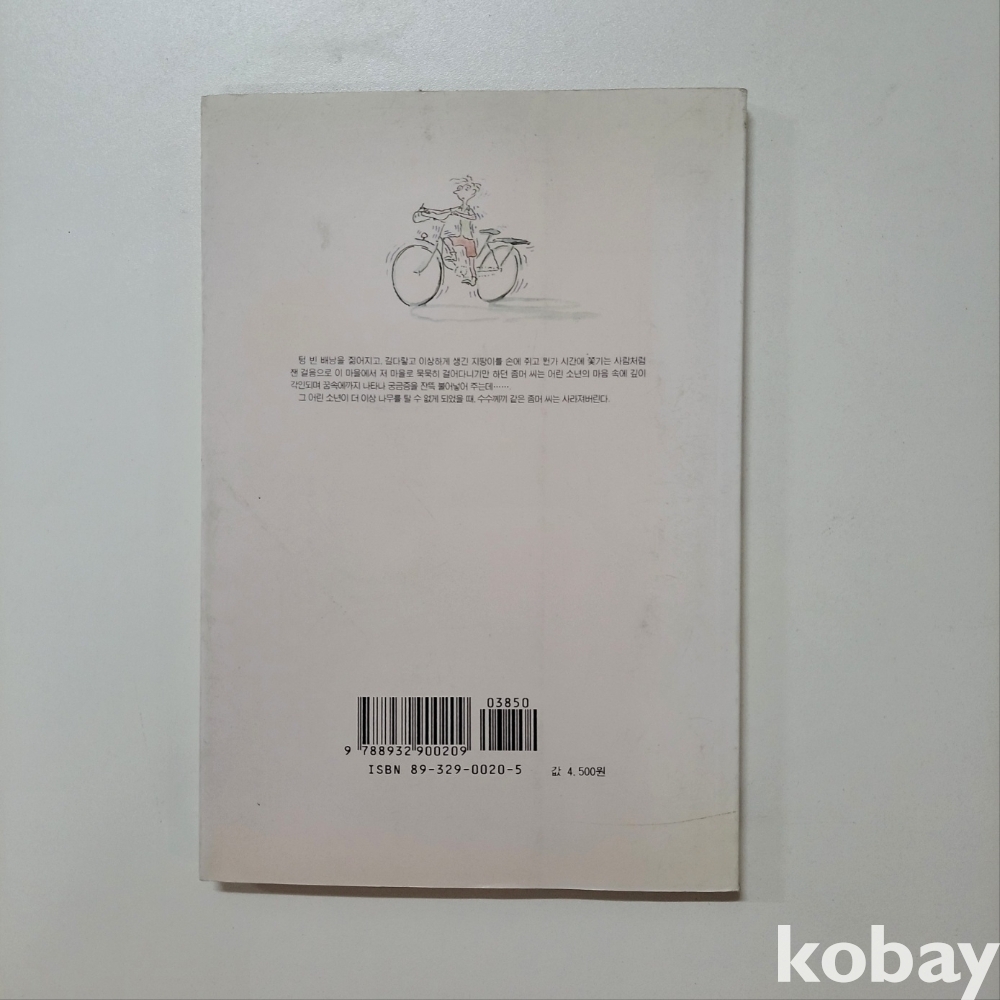 텅 빈 배낭을 짊어지고, 길다랗고 이상하게 생긴 지팡이를 손에 쥐고 뭔가 시간에 쫓기는 사람처럼
잰 걸음으로 이 마을에서 저 마을로 묵묵히 걸어다니기만 하던 좀머 씨는 어린 소년의 마음 속에 깊이
각인되며 꿈속에까지 나타나 궁금증을 잔뜩 불어넣어 주는데……
그 어린 소년이 더 이상 나무를 탈 수 없게 되었을 때, 수수께끼 같은 좀머 씨는 사라져버린다.
03850
9 788932 900209
ISBN 89-329-0020-5 값 4,500원
kobay